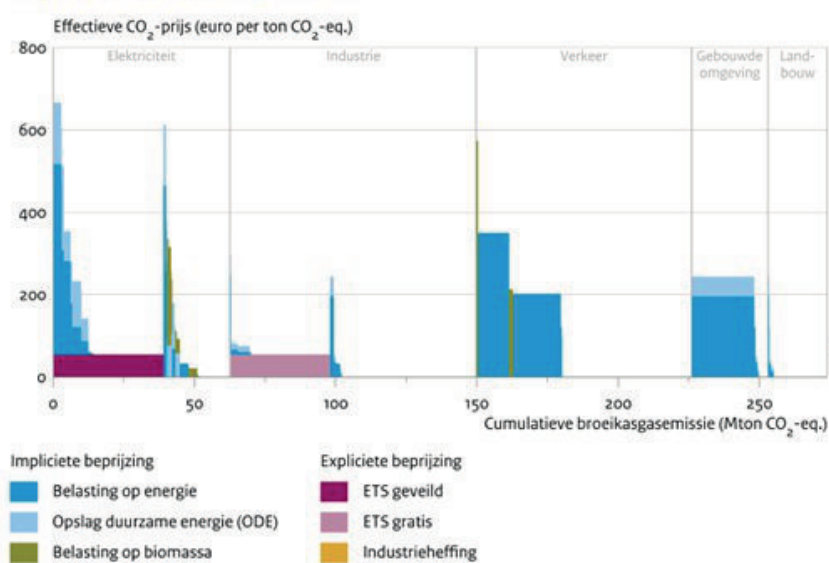 Effectieve CO₂-prijs (euro per ton CO₂-eq.)
800
Elektriciteit
Industrie
Verkeer
Gebouwde
omgeving
Land-
bouw
600
400
200
0
0 50 100 150 200 250
Cumulatieve broeikasgasemissie (Mton CO₂-eq.)
Impliciete beprijzing
Belasting op energie
Opslag duurzame energie (ODE)
Belasting op biomassa
Expliciete beprijzing
ETS geveild
ETS gratis
Industrieheffing